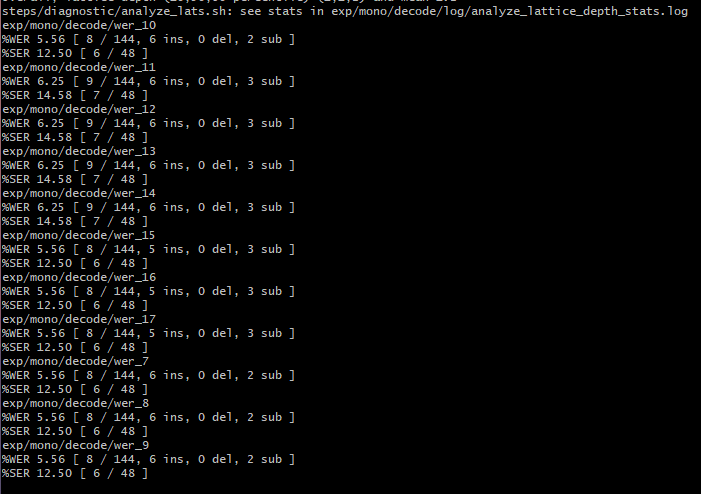 steps/diagnostic/analyze_lats.sh: see stats in exp/mono/decode/log/analyze_lattice_depth_stats.log
exp/mono/decode/wer_10
%WER 5.56 [ 8 / 144, 6 ins, 0 del, 2 sub ]
%SER 12.50 [ 6 / 48 ]
exp/mono/decode/wer_11
%WER 6.25 [ 9 / 144, 6 ins, 0 del, 3 sub ]
%SER 14.58 [ 7 / 48 ]
exp/mono/decode/wer_12
%WER 6.25 [ 9 / 144, 6 ins, 0 del, 3 sub ]
%SER 14.58 [ 7 / 48 ]
exp/mono/decode/wer_13
%WER 6.25 [ 9 / 144, 6 ins, 0 del, 3 sub ]
%SER 14.58 [ 7 / 48 ]
exp/mono/decode/wer_14
%WER 6.25 [ 9 / 144, 6 ins, 0 del, 3 sub ]
%SER 14.58 [ 7 / 48 ]
exp/mono/decode/wer_15
%WER 5.56 [ 8 / 144, 5 ins, 0 del, 3 sub ]
%SER 12.50 [ 6 / 48 ]
exp/mono/decode/wer_16
%WER 5.56 [ 8 / 144, 5 ins, 0 del, 3 sub ]
%SER 12.50 [ 6 / 48 ]
exp/mono/decode/wer_17
%WER 5.56 [ 8 / 144, 5 ins, 0 del, 3 sub ]
%SER 12.50 [ 6 / 48 ]
exp/mono/decode/wer_7
%WER 5.56 [ 8 / 144, 6 ins, 0 del, 2 sub ]
%SER 12.50 [ 6 / 48 ]
exp/mono/decode/wer_8
%WER 5.56 [ 8 / 144, 6 ins, 0 del, 2 sub ]
%SER 12.50 [ 6 / 48 ]
exp/mono/decode/wer_9
%WER 5.56 [ 8 / 144, 6 ins, 0 del, 2 sub ]
%SER 12.50 [ 6 / 48 ]